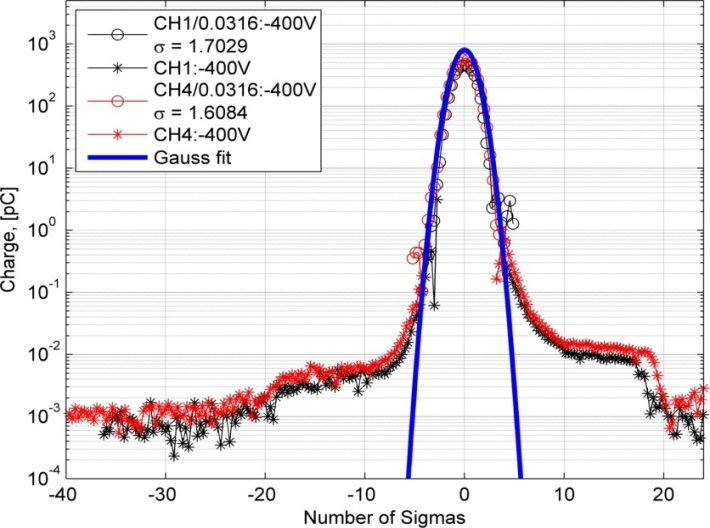 CH1/0.0316:-400V
σ = 1.7029
CH1:-400V
CH4/0.0316:-400V
σ = 1.6084
CH4:-400V
Gauss fit
Charge, [pC]
10³
10²
10¹
10⁰
10⁻¹
10⁻²
10⁻³
10⁻⁴
-40 -30 -20 -10 0 10 20
Number of Sigmas